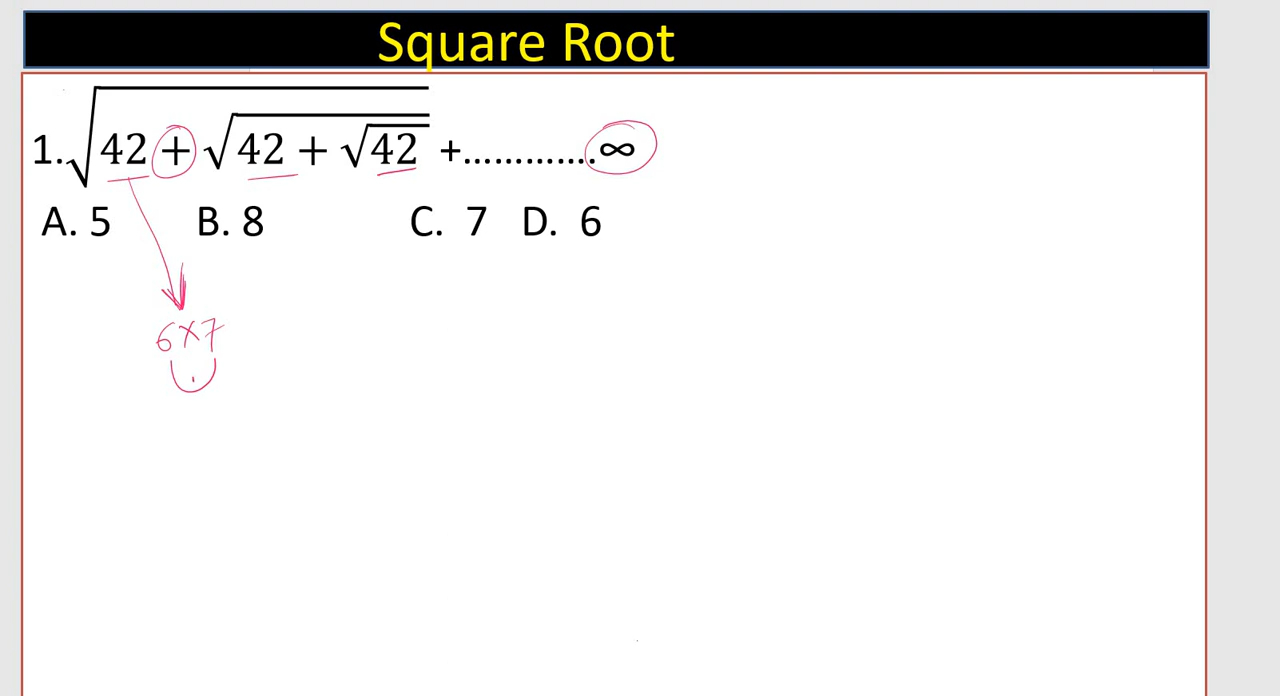 Square Root
1.√42 + √42 + √42 +.............∞
A. 5 B. 8 C. 7 D. 6
6×7